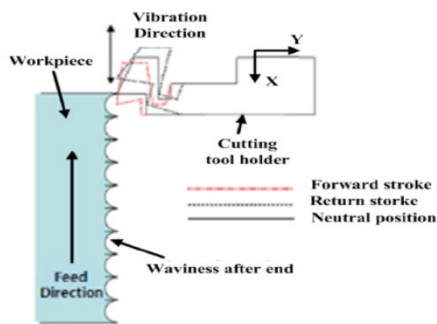 Vibration
Direction
Workpiece
Y
X
Cutting
tool holder
Forward stroke
Return storke
Neutral position
Waviness after end
Feed
Direction